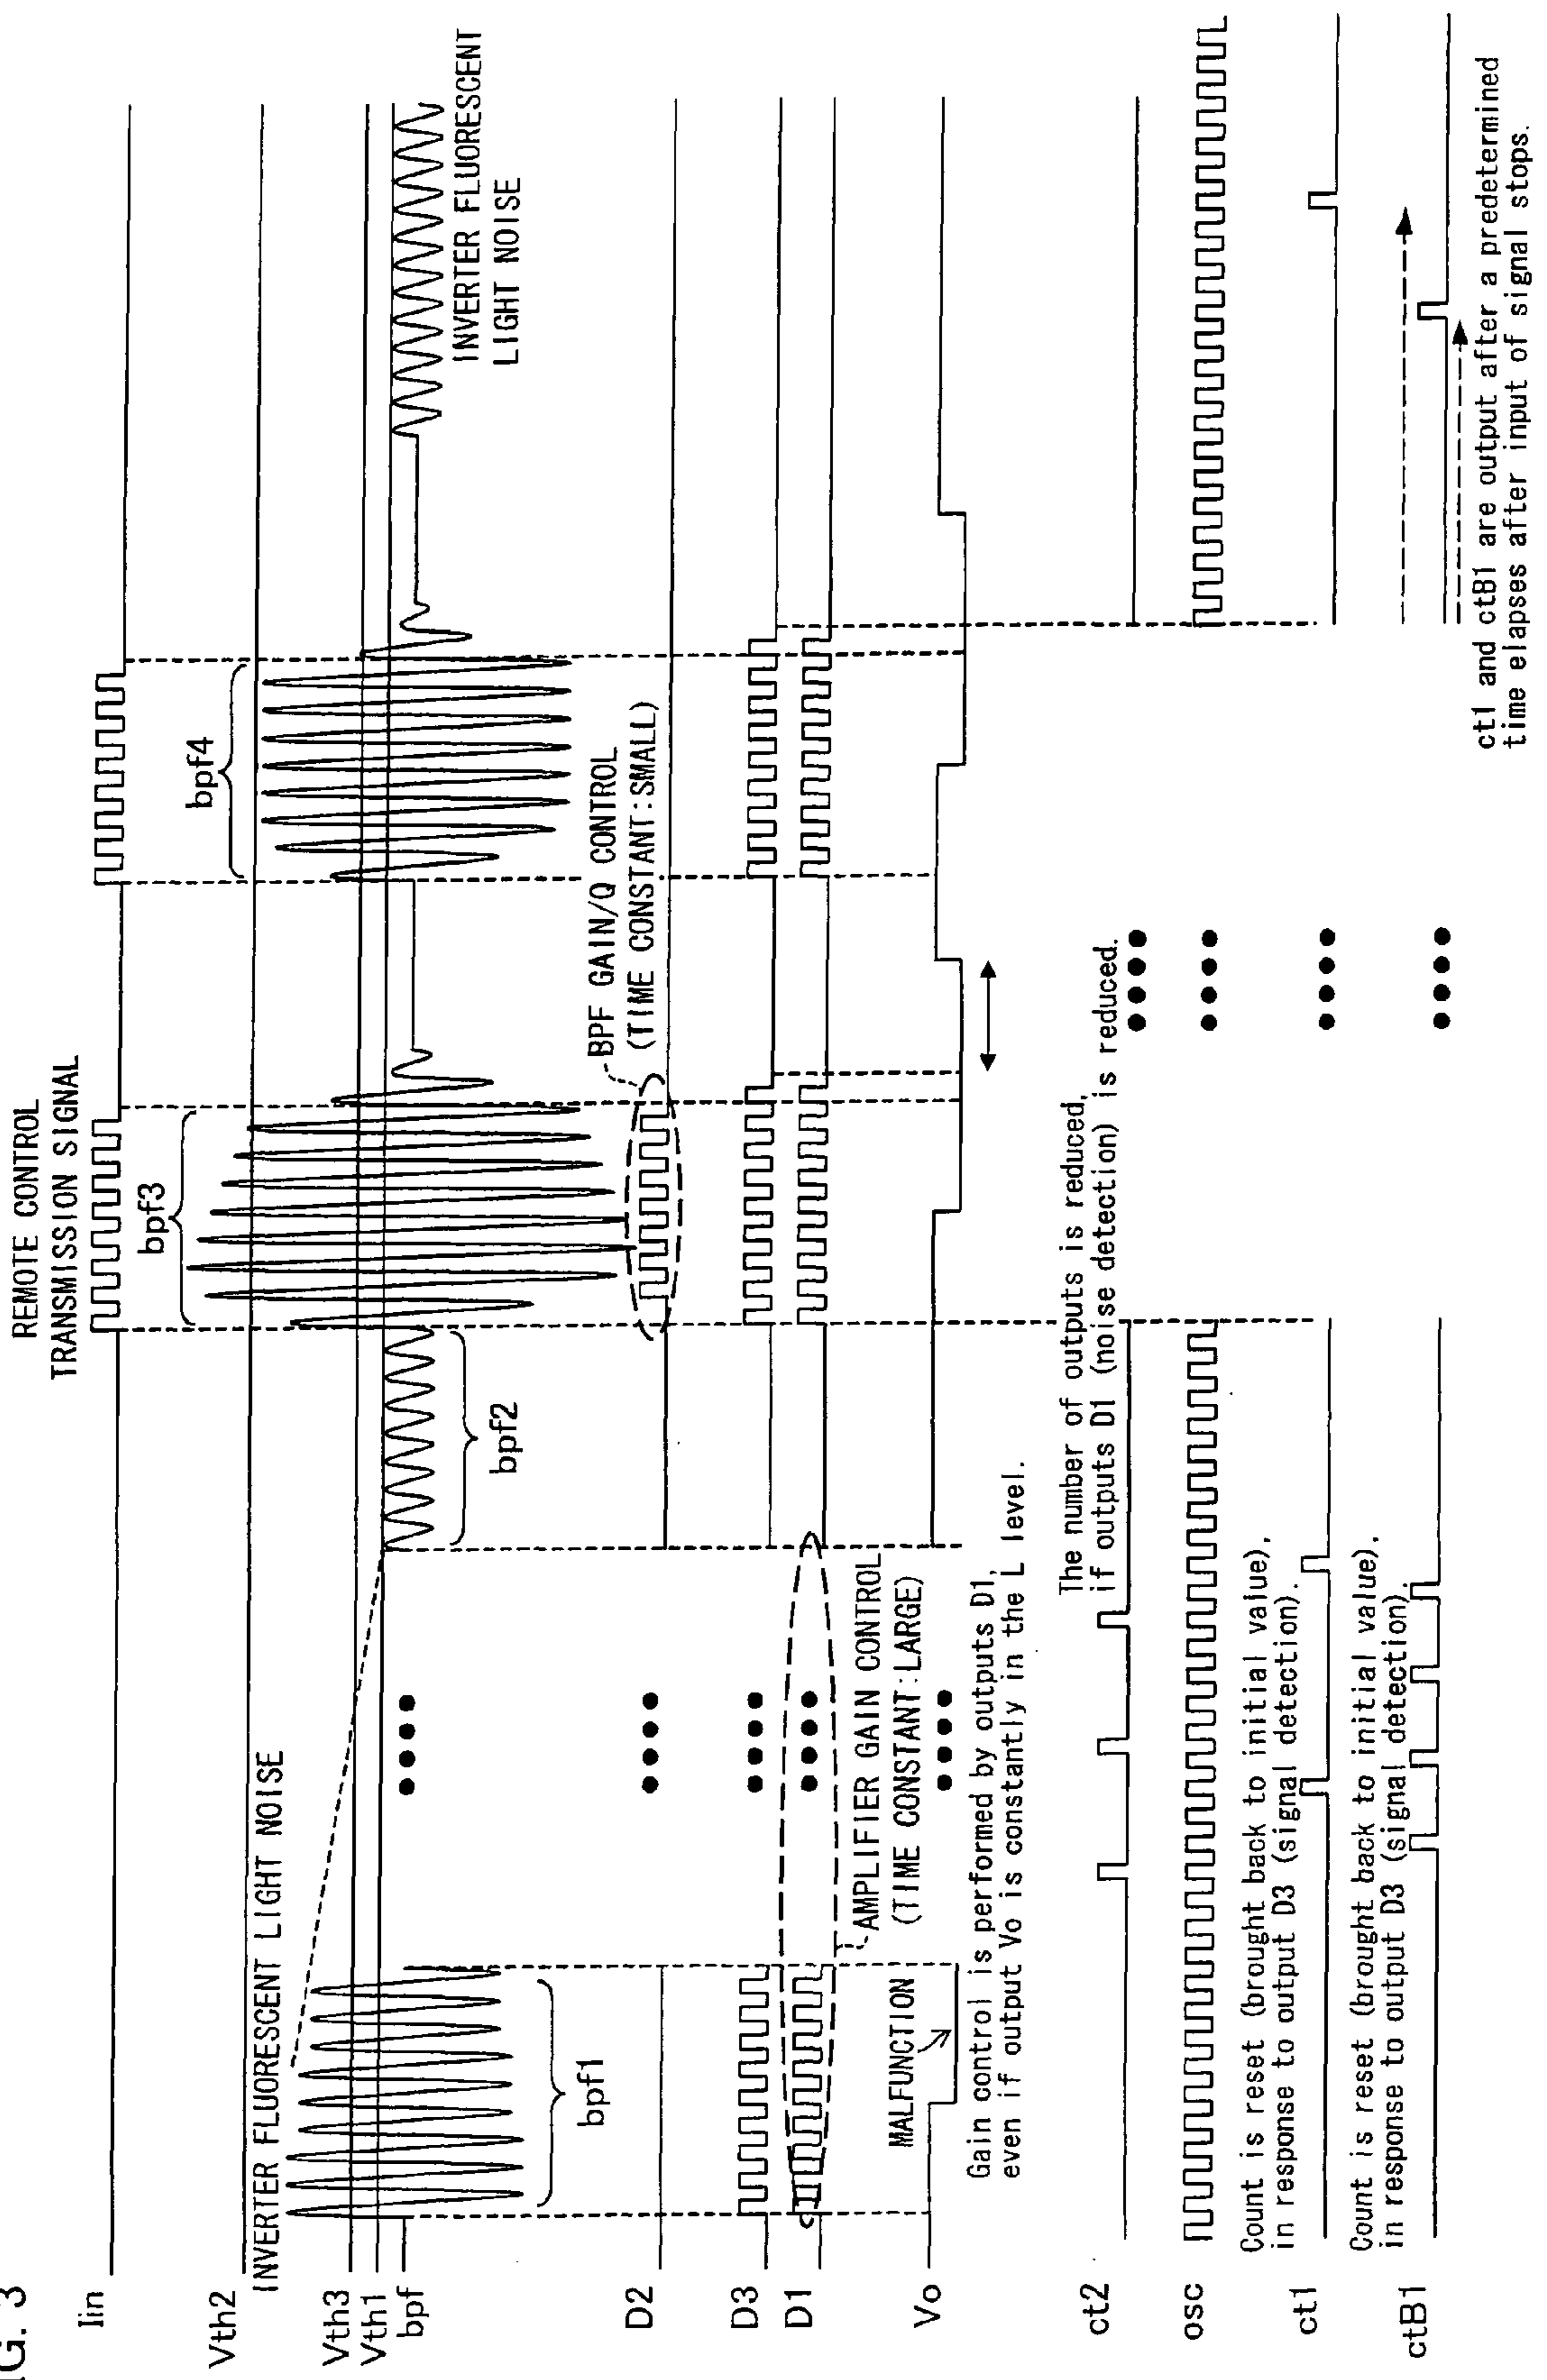 REMOTE CONTROL
TRANSMISSION SIGNAL
Iin
Vth2
INVERTER FLUORESCENT LIGHT NOISE
Vth3
Vth1
bpf
bpf1
bpf2
bpf3
bpf4
INVERTER FLUORESCENT
LIGHT NOISE
BPF GAIN/Q CONTROL
(TIME CONSTANT:SMALL)
D2
D3
D1
AMPLIFIER GAIN CONTROL
(TIME CONSTANT:LARGE)
MALFUNCTION
Vo
Gain control is performed by outputs D1,
even if output Vo is constantly in the L level.
The number of outputs is reduced,
if outputs D1 (noise detection) is reduced.
ct2
osc
Count is reset (brought back to initial value),
in response to output D3 (signal detection).
ct1
Count is reset (brought back to initial value),
in response to output D3 (signal detection).
ctB1
ct1 and ctB1 are output after a predetermined
time elapses after input of signal stops.